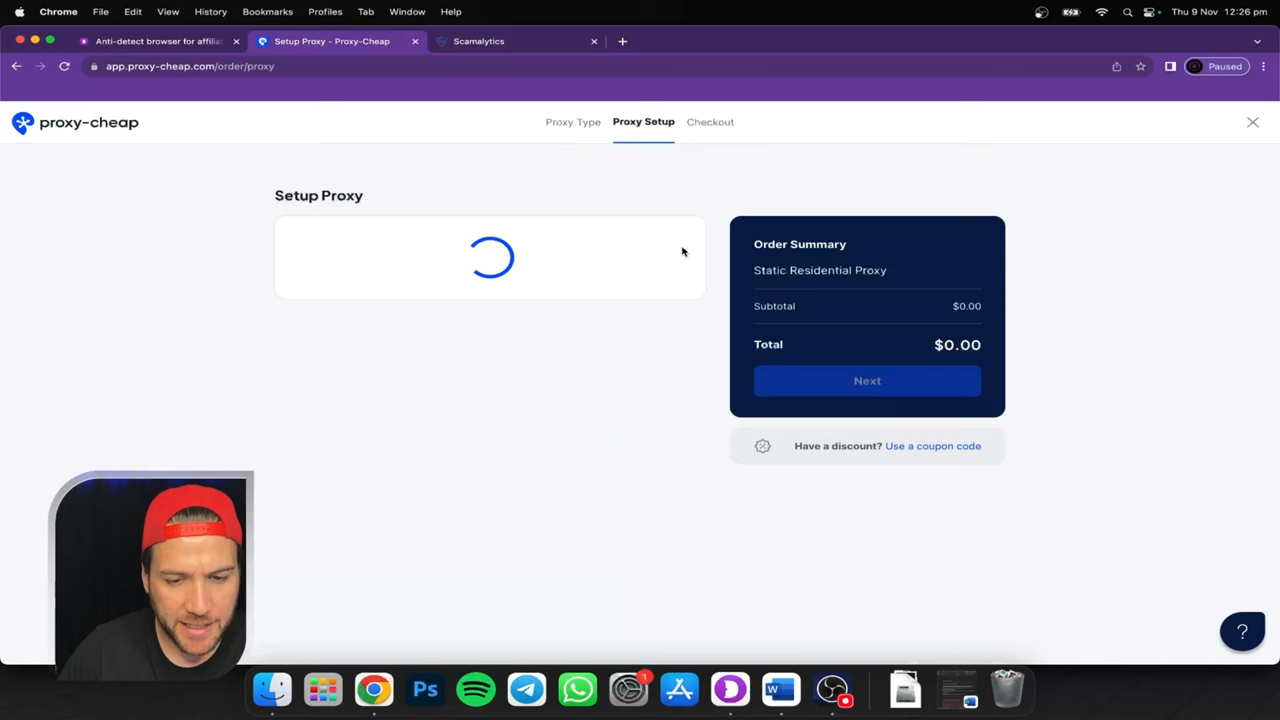 Chrome File Edit View History Bookmarks Profiles Tab Window Help Thu 9 Nov 12:26 pm
Anti-detect browser for affilia Setup Proxy - Proxy-Cheap Scamalytics
app.proxy-cheap.com/order/proxy Paused
proxy-cheap Proxy Type Proxy Setup Checkout
Setup Proxy
Order Summary
Static Residential Proxy
Subtotal $0.00
Total $0.00
Next
Have a discount? Use a coupon code
?
Ps
1
W